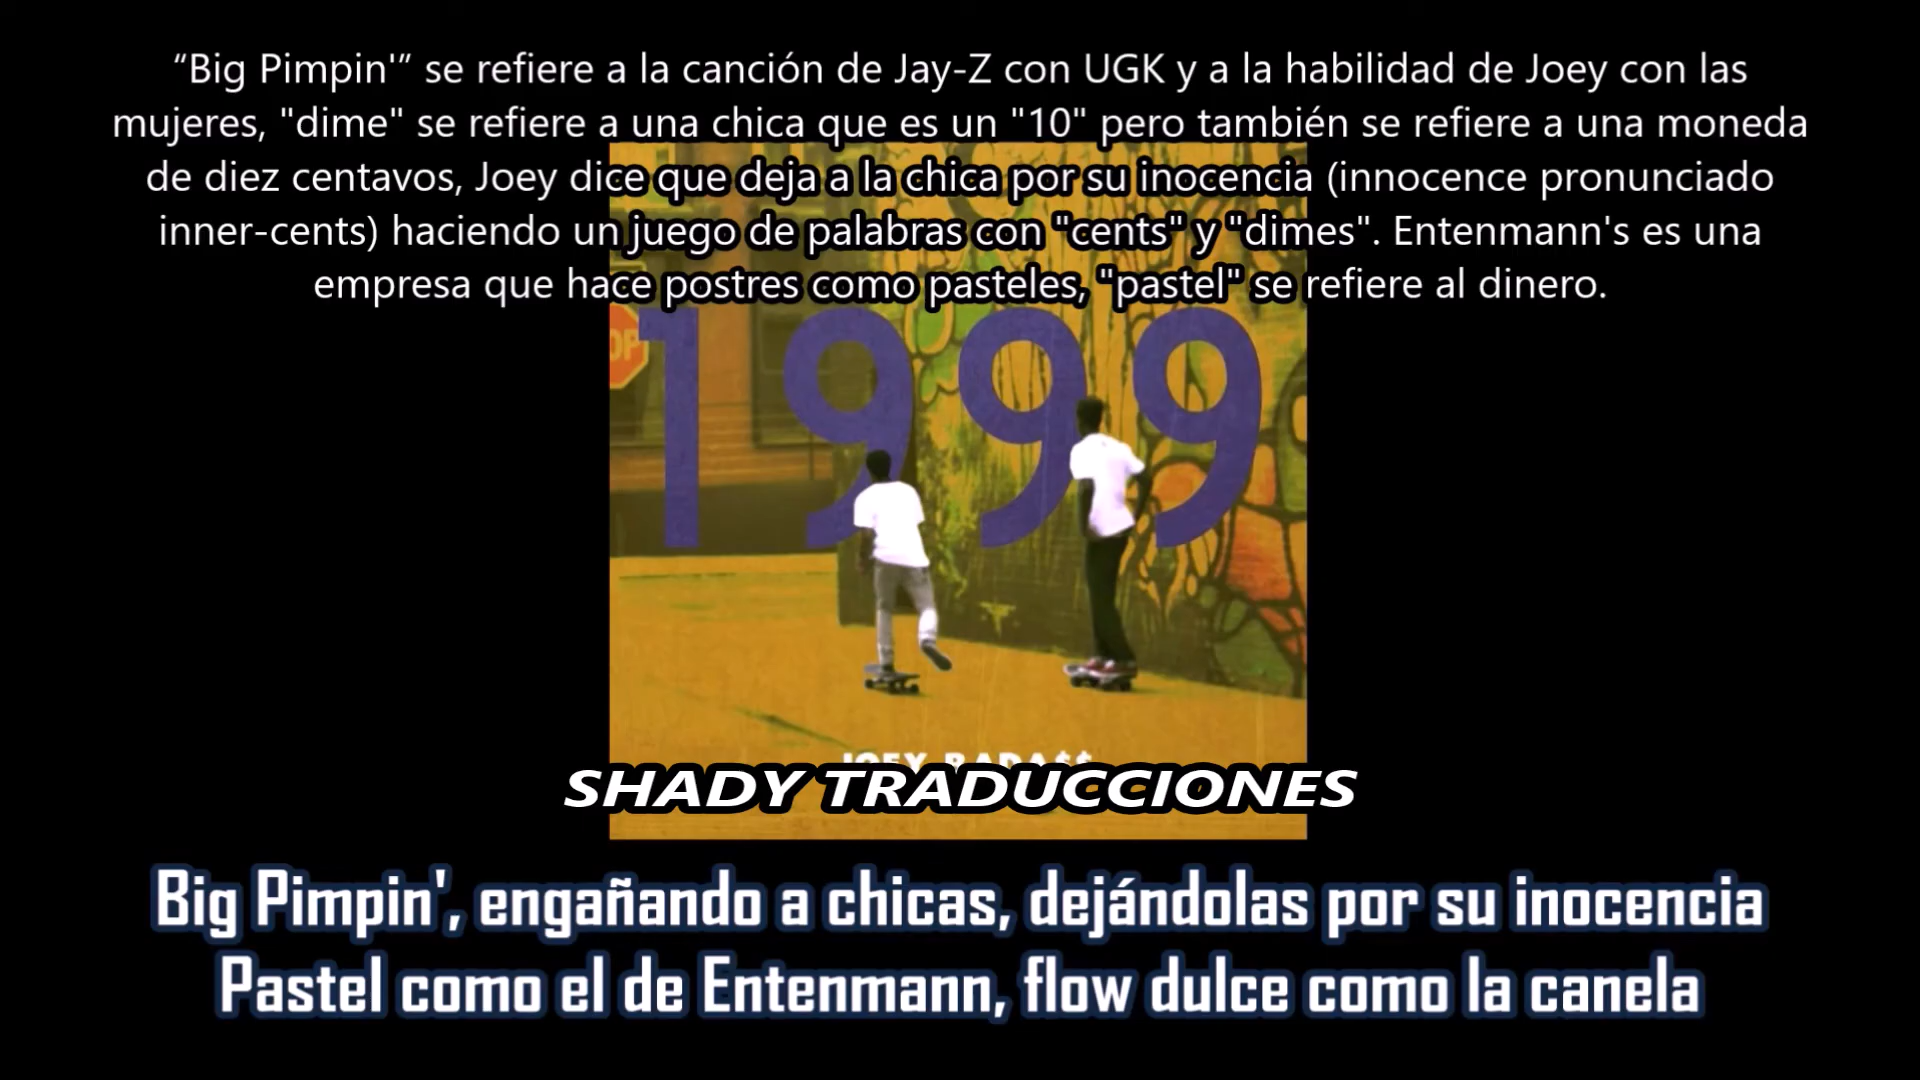 “Big Pimpin'” se refiere a la canción de Jay-Z con UGK y a la habilidad de Joey con las
mujeres, "dime" se refiere a una chica que es un "10" pero también se refiere a una moneda
de diez centavos, Joey dice que deja a la chica por su inocencia (innocence pronunciado
inner-cents) haciendo un juego de palabras con "cents" y "dimes". Entenmann's es una
empresa que hace postres como pasteles, "pastel" se refiere al dinero.
OP
1999
JOEY BADA$$
SHADY TRADUCCIONES
Big Pimpin', engañando a chicas, dejándolas por su inocencia
Pastel como el de Entenmann, flow dulce como la canela